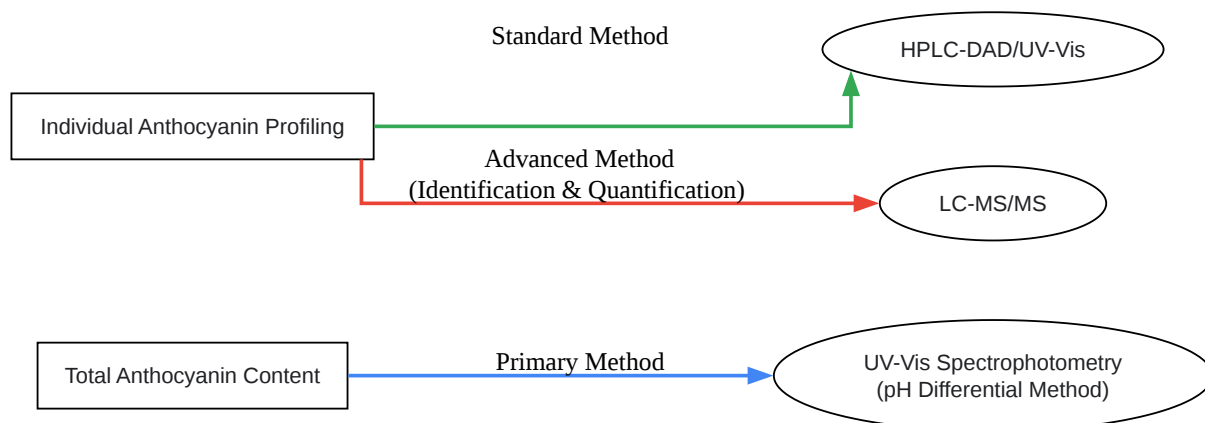 Standard Method
HPLC-DAD/UV-Vis
Individual Anthocyanin Profiling
Advanced Method
(Identification & Quantification)
LC-MS/MS
Total Anthocyanin Content
Primary Method
UV-Vis Spectrophotometry
(pH Differential Method)